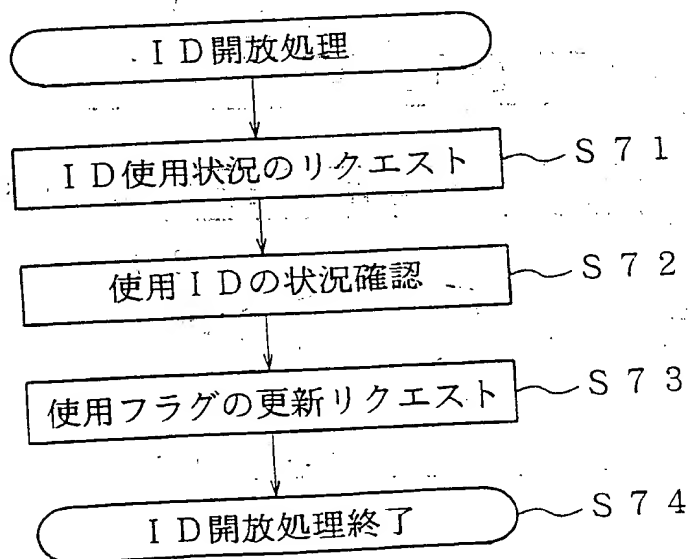 ID開放処理
ID使用状況のリクエスト S71
使用IDの状況確認 S72
使用フラグの更新リクエスト S73
ID開放処理終了 S74